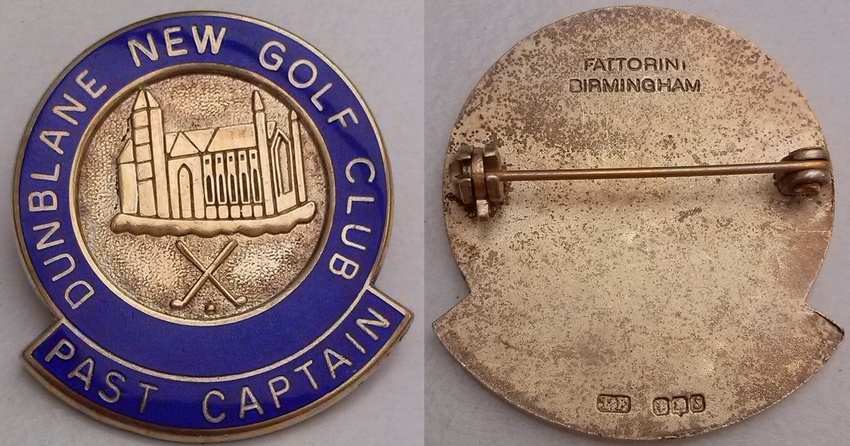 DUNBLANE NEW GOLF CLUB
PAST CAPTAIN
FATTORINI
BIRMINGHAM